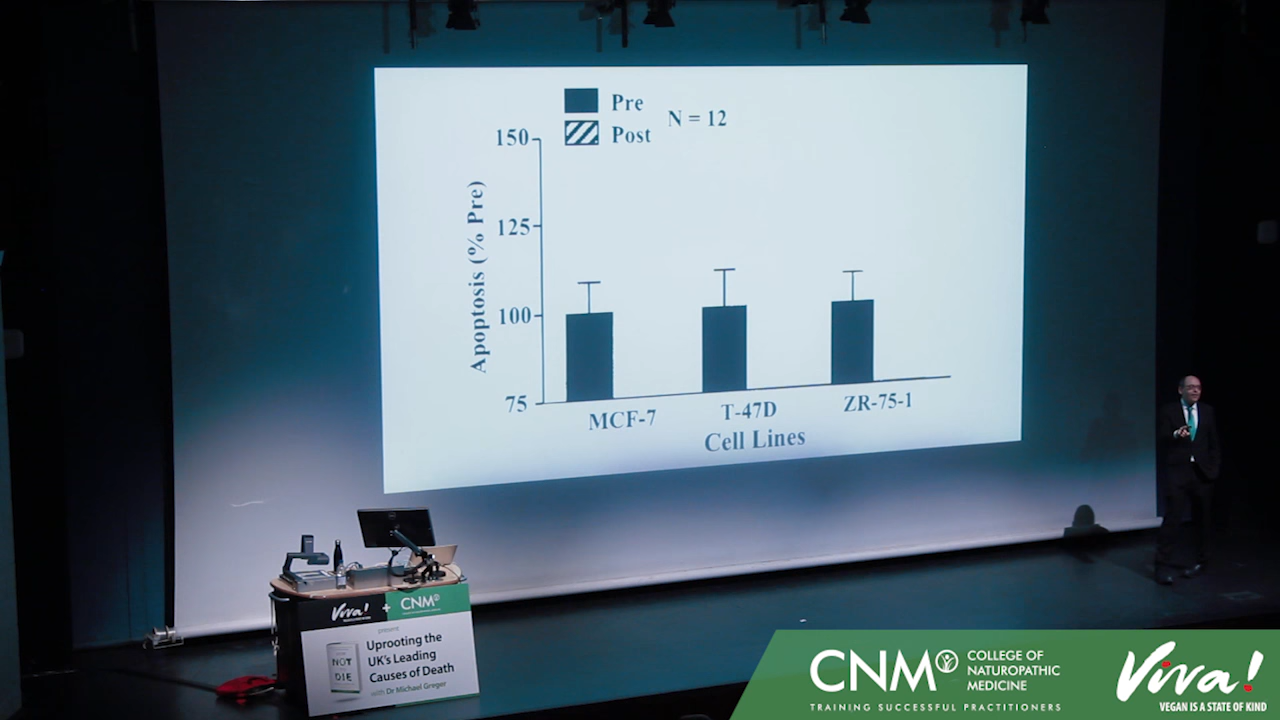 Pre
Post
N = 12
150
125
100
75
Apoptosis (% Pre)
MCF-7
T-47D
ZR-75-1
Cell Lines
Viva! + CNM
present
Uprooting the
UK's Leading
Causes of Death
with Dr Michael Greger
NOT
DIE
CNM
COLLEGE OF
NATUROPATHIC
MEDICINE
TRAINING SUCCESSFUL PRACTITIONERS
Viva!
VEGAN IS A STATE OF KIND